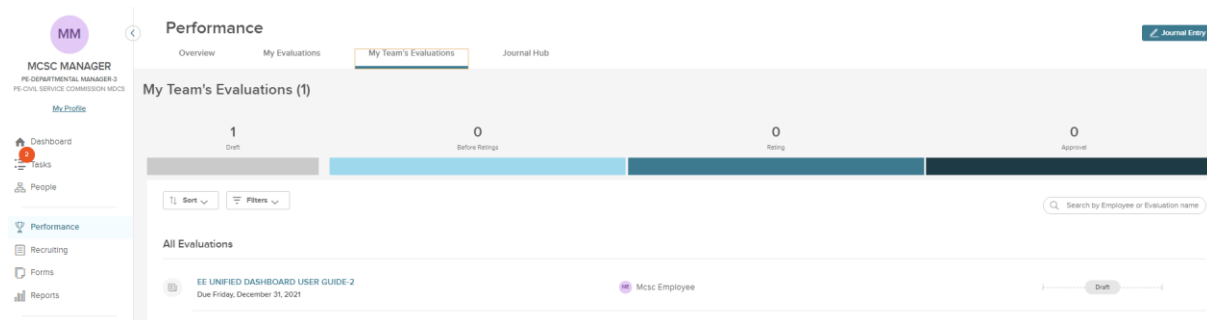 MM
MCSC MANAGER
PE-DEPARTMENTAL MANAGER-3
PE-CIVIL SERVICE COMMISSION MDCS
My Profile
Dashboard
2
Tasks
People
Performance
Recruiting
Forms
Reports
Performance
Journal Entry
Overview
My Evaluations
My Team's Evaluations
Journal Hub
My Team's Evaluations (1)
1
Draft
0
Before Ratings
0
Rating
0
Approval
Sort
Filters
Search by Employee or Evaluation name
All Evaluations
EE UNIFIED DASHBOARD USER GUIDE-2
Due Friday, December 31, 2021
ME
Mcsc Employee
Draft